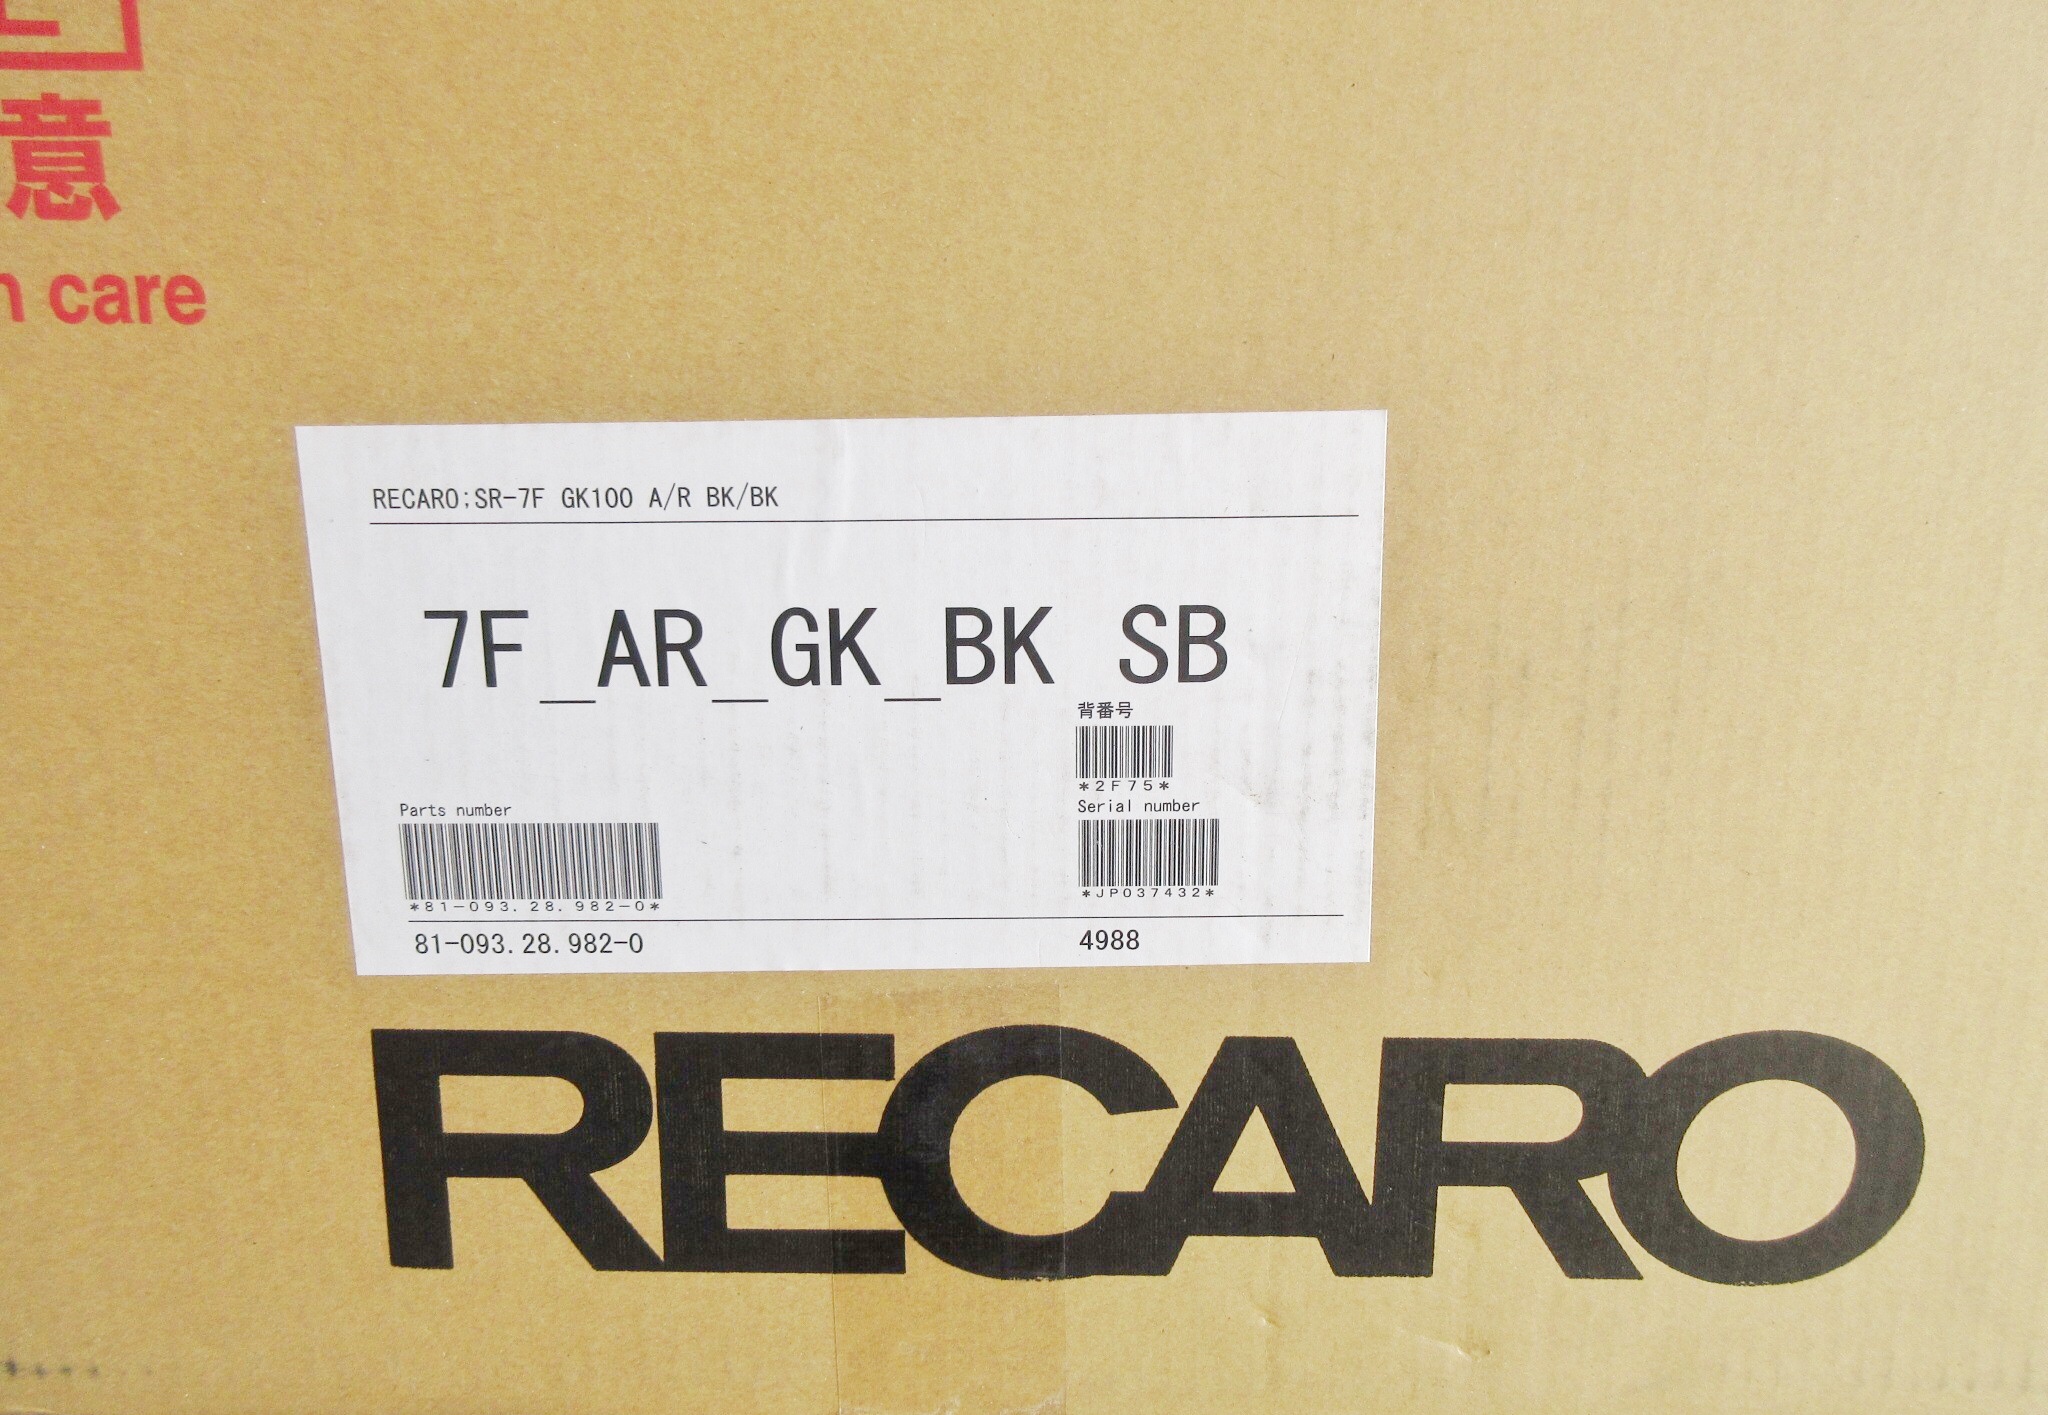 意
care
RECARO;SR-7F GK100 A/R BK/BK
7F_AR_GK_BK SB
背番号
*2F75*
Parts number
Serial number
*81-093.28.982-0*
*JP037432*
81-093.28.982-0
4988
RECARO